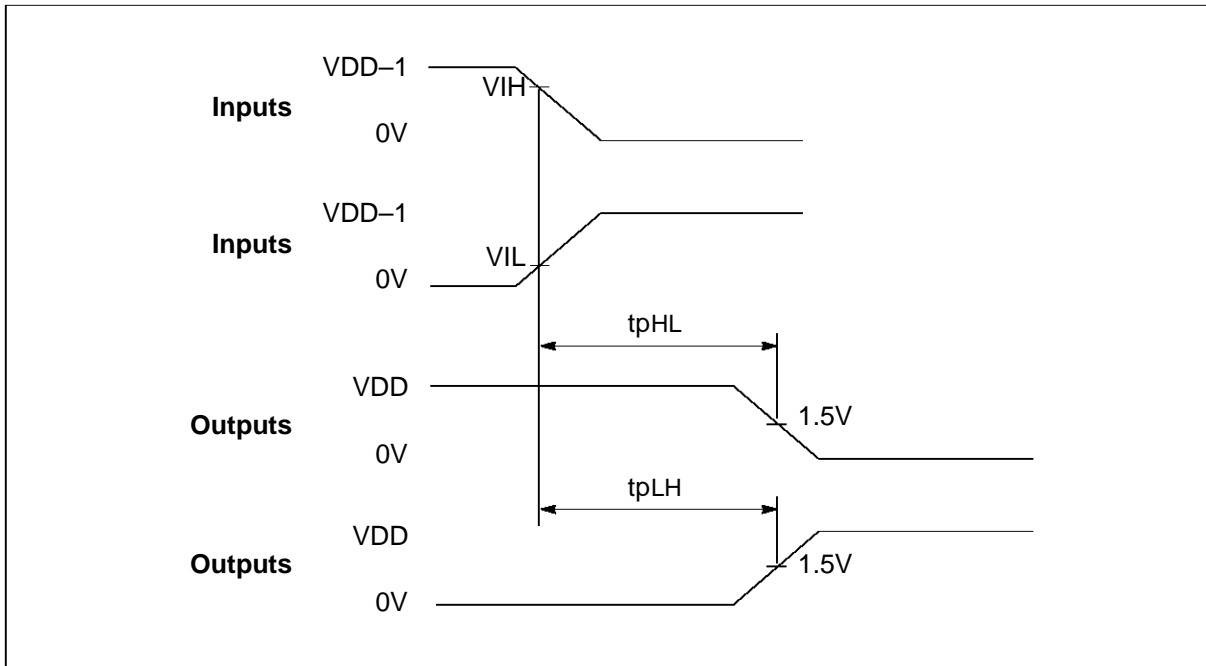 VDD–1
VIH
Inputs
0V
VDD–1
Inputs
VIL
0V
tpHL
VDD
1.5V
Outputs
0V
tpLH
VDD
1.5V
Outputs
0V